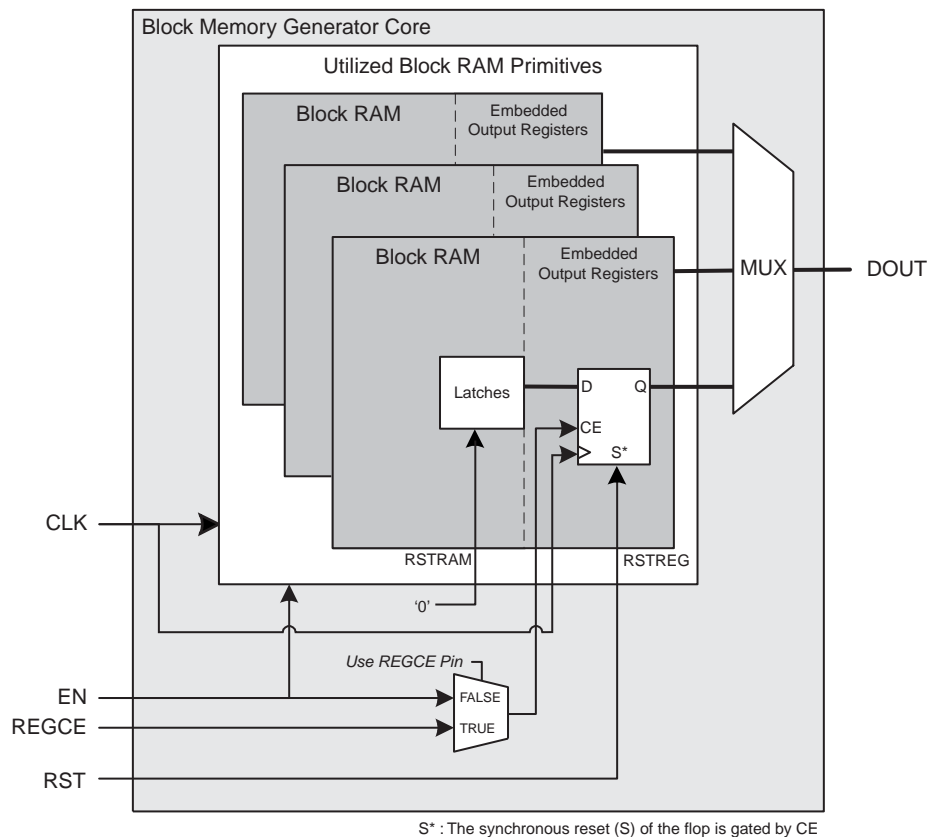 Block Memory Generator Core
Utilized Block RAM Primitives
Block RAM
Embedded
Output Registers
Block RAM
Embedded
Output Registers
Block RAM
Embedded
Output Registers
MUX
DOUT
Latches
D
Q
CE
S*
CLK
RSTRAM
RSTREG
‘0’
Use REGCE Pin
EN
FALSE
REGCE
TRUE
RST
S* : The synchronous reset (S) of the flop is gated by CE